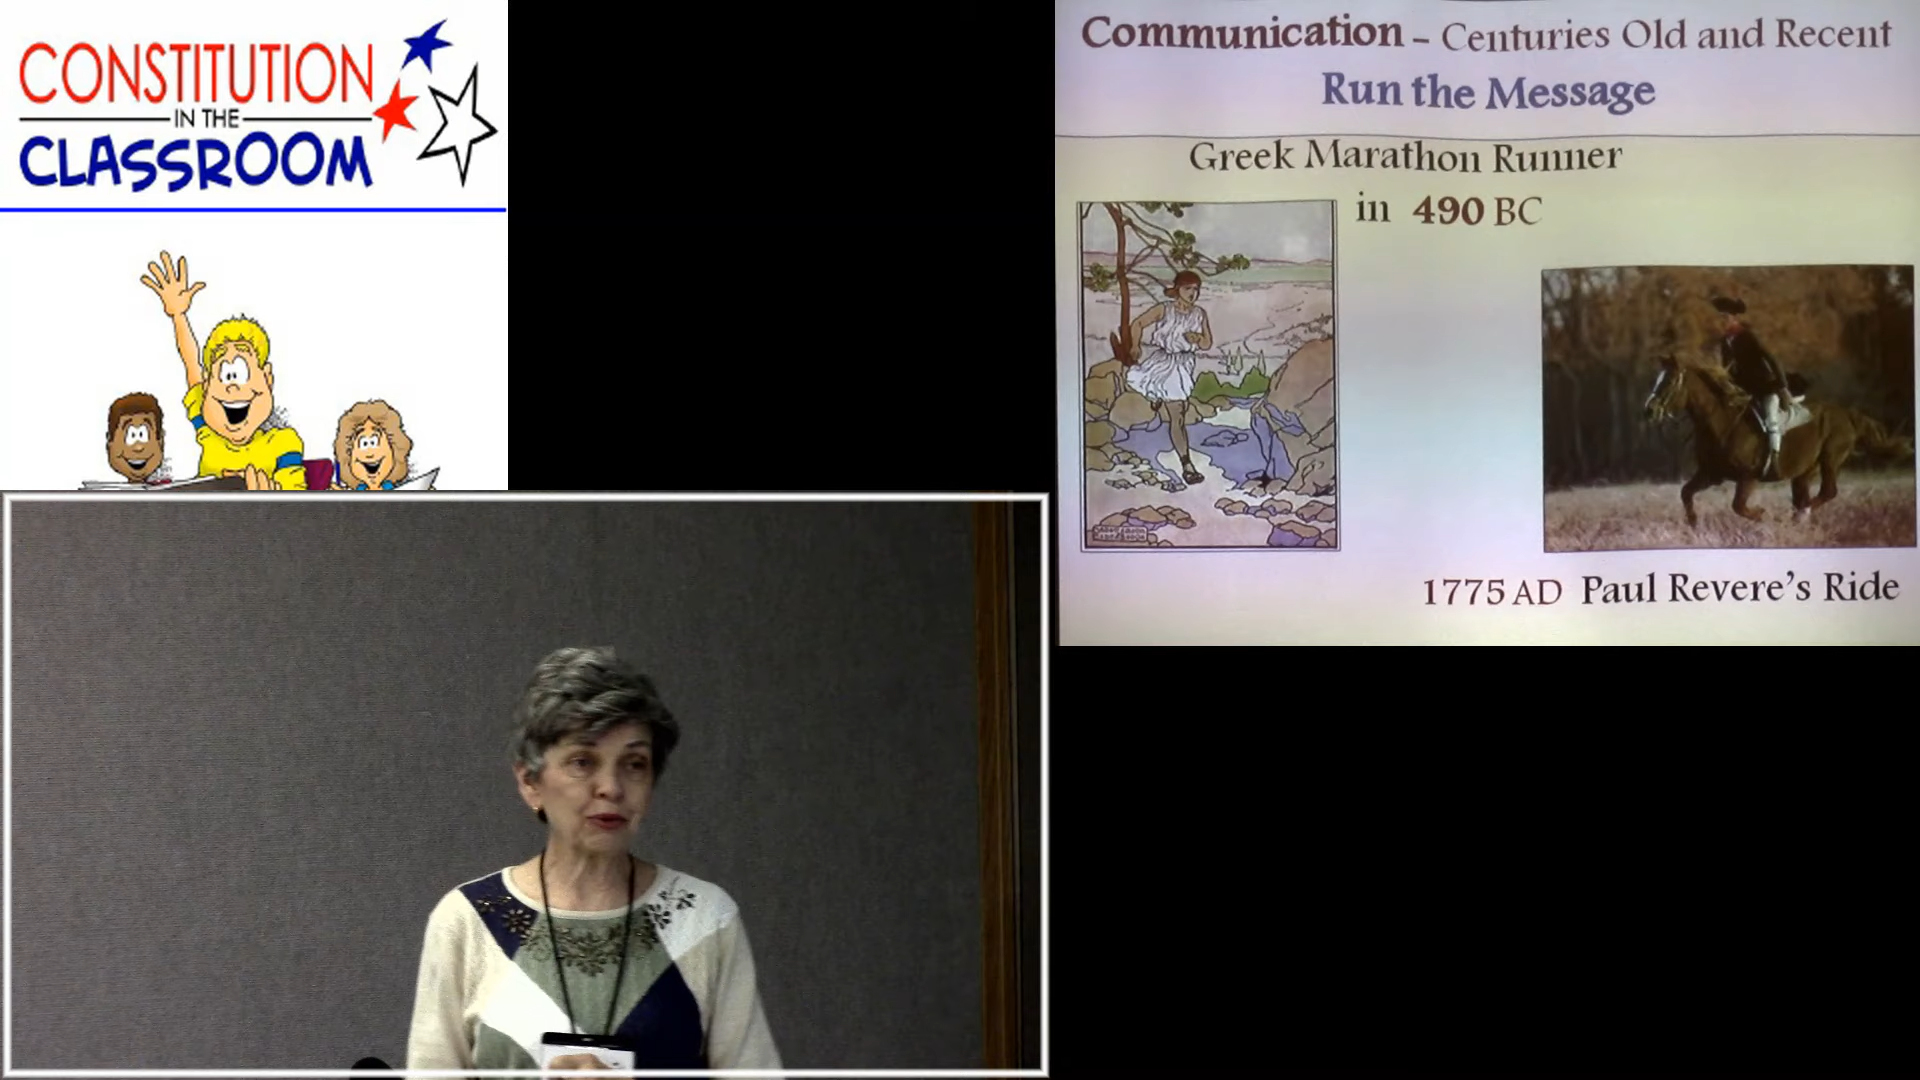 CONSTITUTION
IN THE
CLASSROOM
Communication – Centuries Old and Recent
Run the Message
Greek Marathon Runner
in 490 BC
1775 AD Paul Revere's Ride